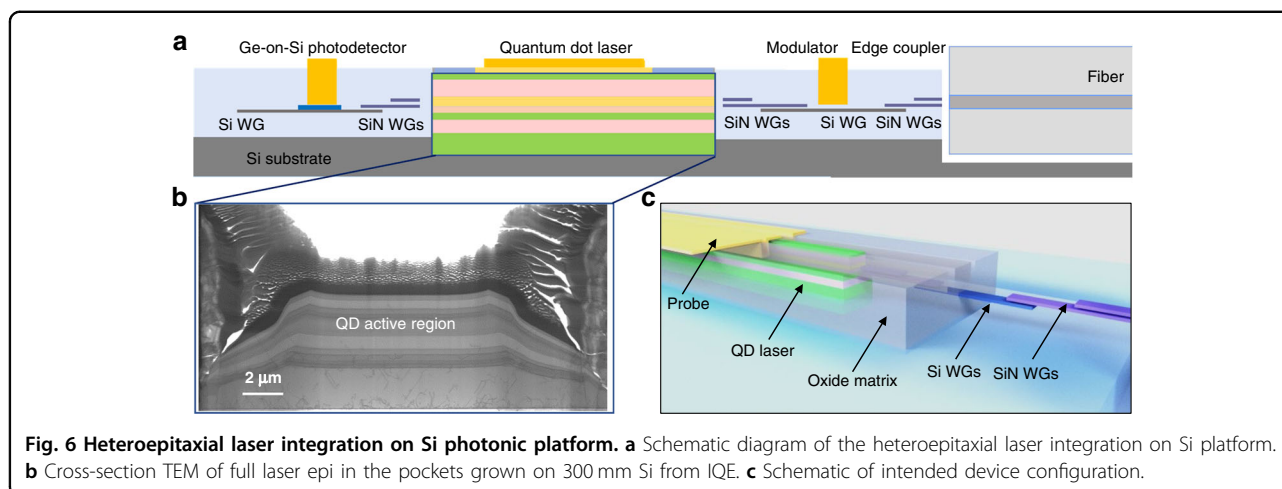 a
Ge-on-Si photodetector
Quantum dot laser
Modulator
Edge coupler
Fiber
Si WG
SiN WGs
SiN WGs
Si WG
SiN WGs
Si substrate
b
QD active region
2 μm
c
Probe
QD laser
Oxide matrix
Si WGs
SiN WGs
Fig. 6 Heteroepitaxial laser integration on Si photonic platform. a Schematic diagram of the heteroepitaxial laser integration on Si platform.
b Cross-section TEM of full laser epi in the pockets grown on 300 mm Si from IQE. c Schematic of intended device configuration.